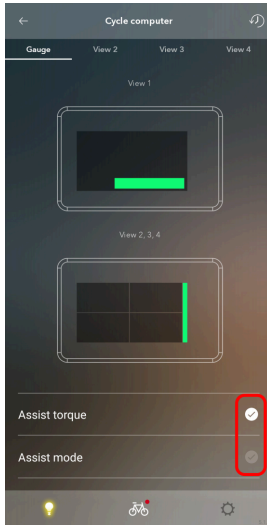 Cycle computer
Gauge View 2 View 3 View 4
View 1
View 2, 3, 4
Assist torque
Assist mode